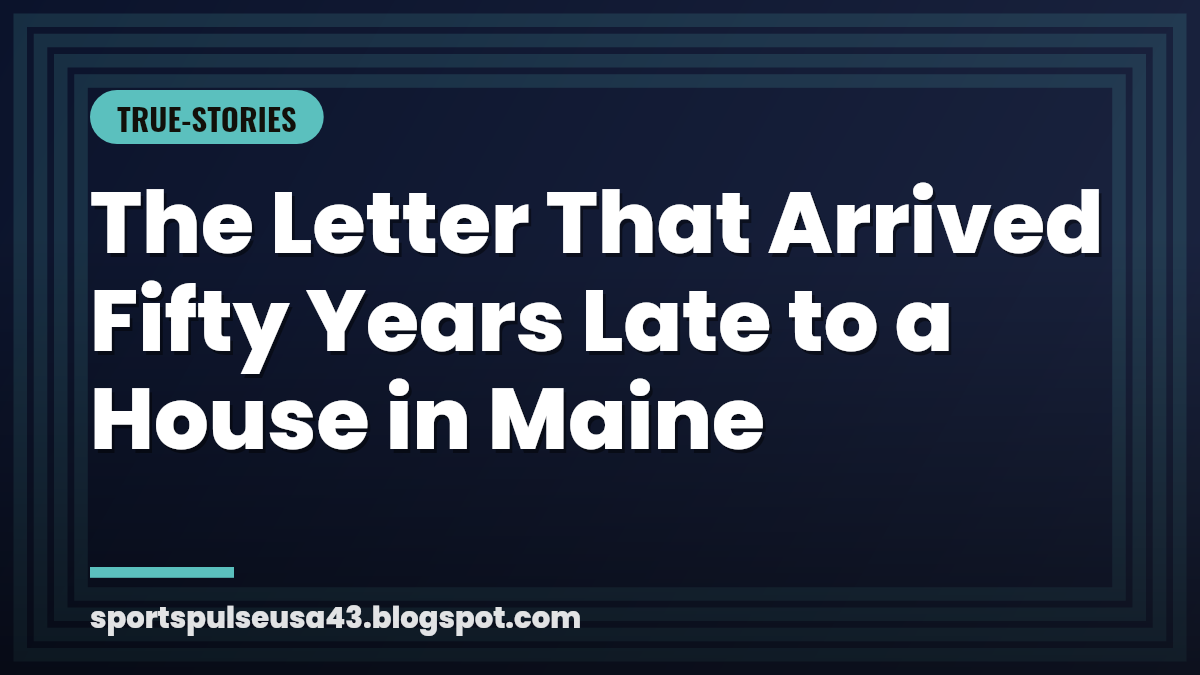 TRUE-STORIES
The Letter That Arrived
Fifty Years Late to a
House in Maine
sportspulseusa43.blogspot.com